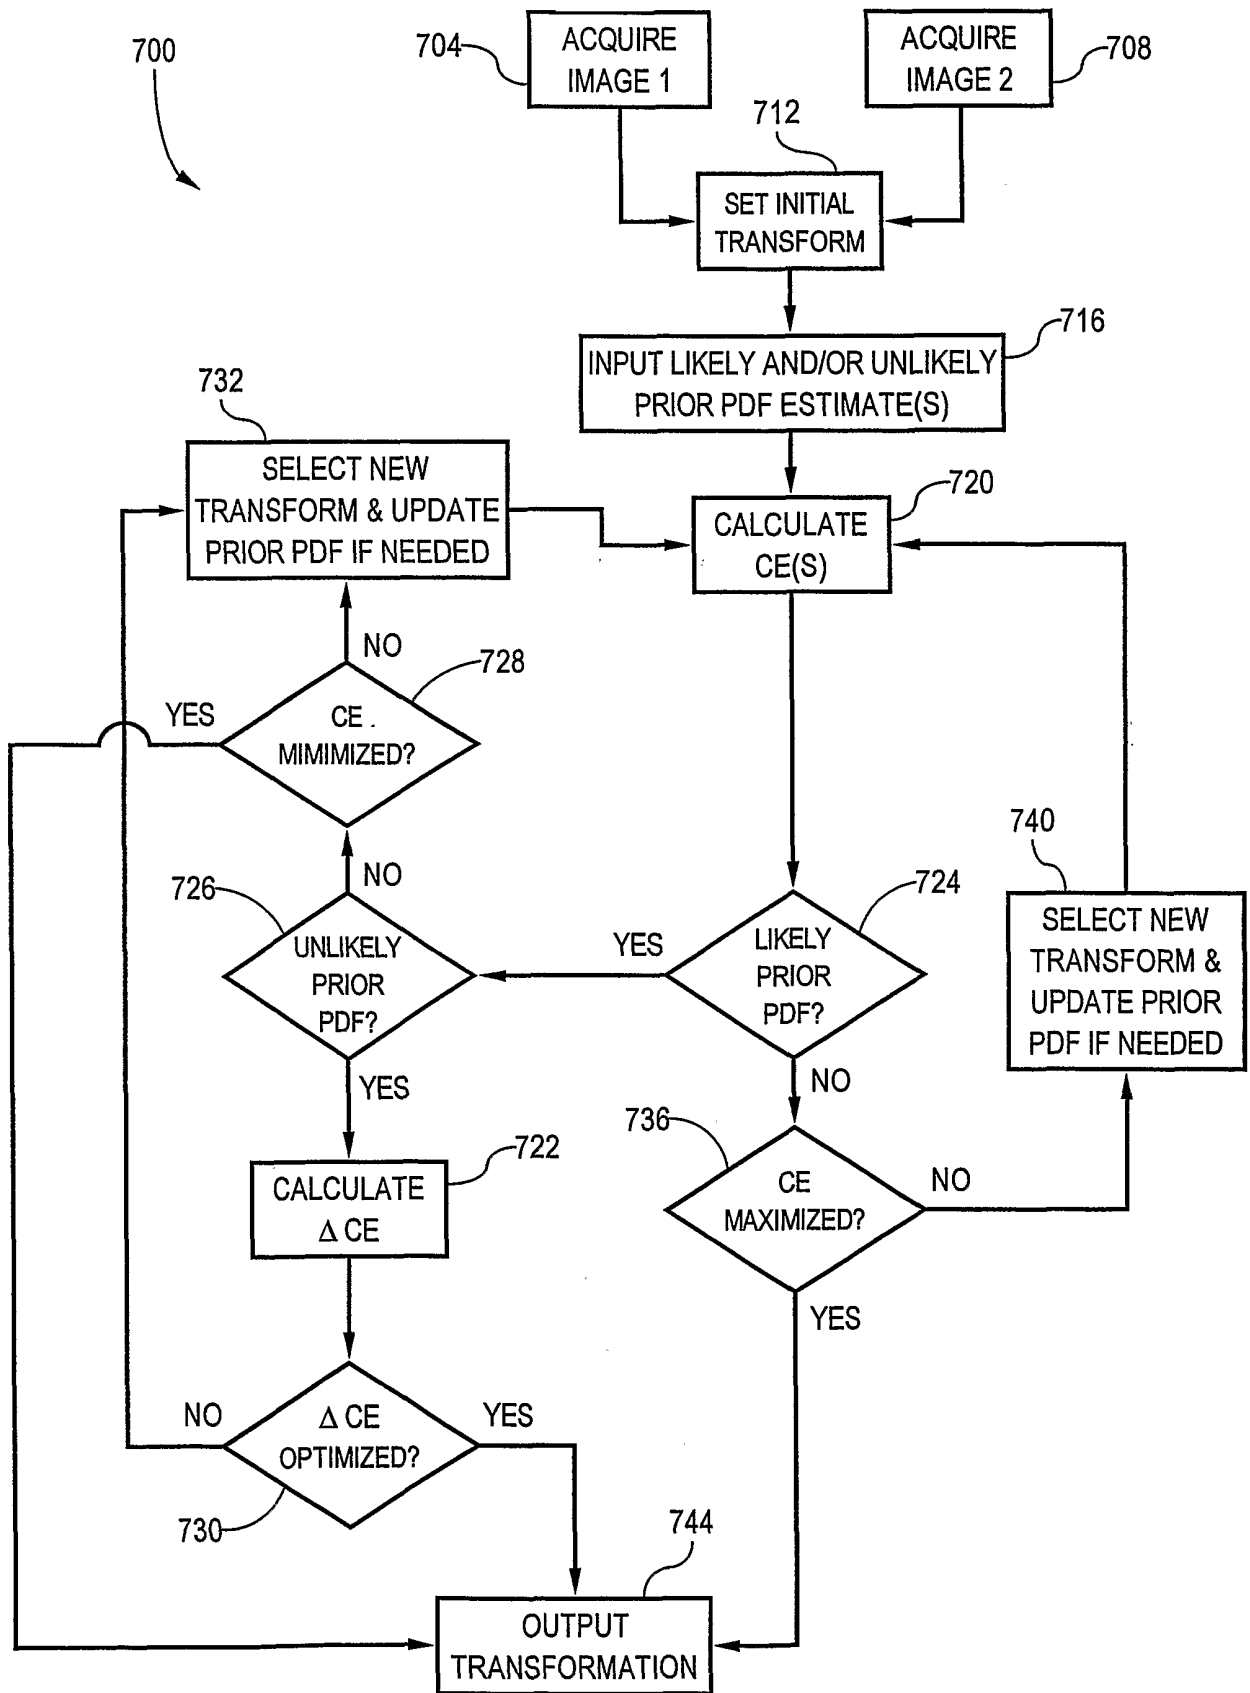 700
704
ACQUIRE
IMAGE 1
ACQUIRE
IMAGE 2
708
712
SET INITIAL
TRANSFORM
716
INPUT LIKELY AND/OR UNLIKELY
PRIOR PDF ESTIMATE(S)
732
SELECT NEW
TRANSFORM & UPDATE
PRIOR PDF IF NEEDED
720
CALCULATE
CE(S)
NO
728
YES
CE
MIMIMIZED?
740
SELECT NEW
TRANSFORM &
UPDATE PRIOR
PDF IF NEEDED
726
NO
UNLIKELY
PRIOR
PDF?
YES
724
LIKELY
PRIOR
PDF?
YES
NO
722
CALCULATE
Δ CE
736
CE
MAXIMIZED?
NO
YES
NO
Δ CE
OPTIMIZED?
YES
730
744
OUTPUT
TRANSFORMATION